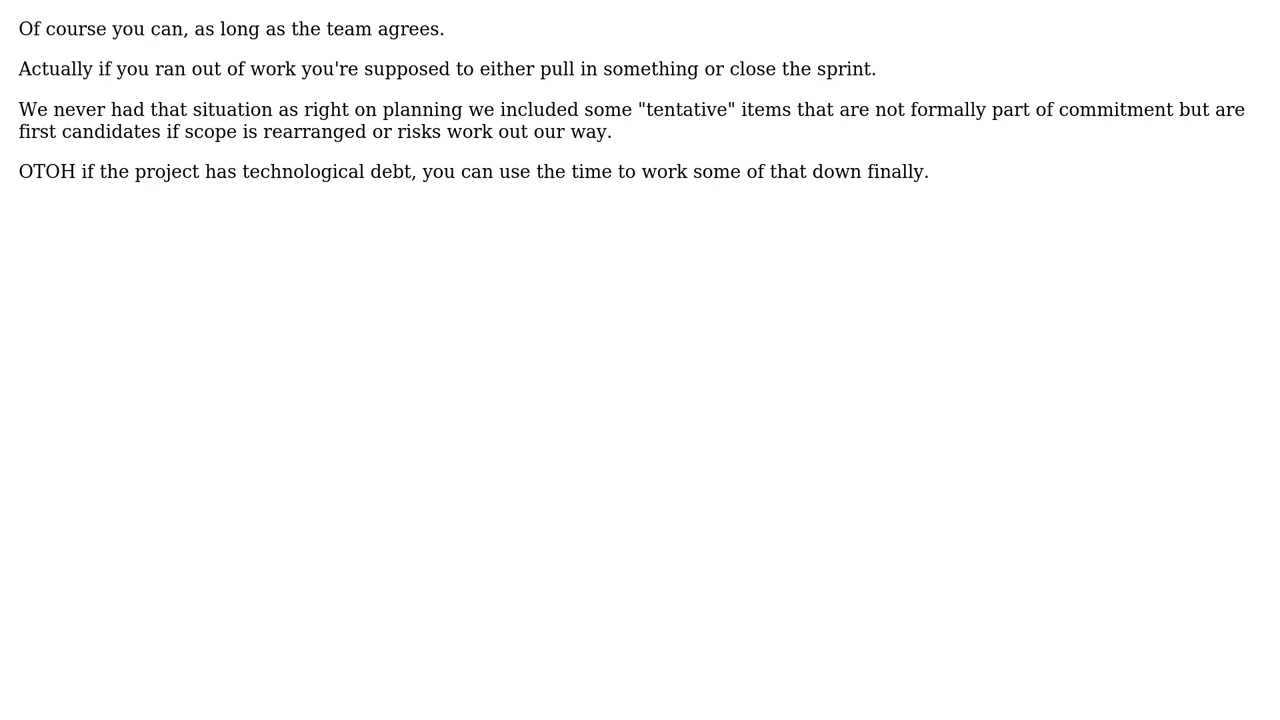 Of course you can, as long as the team agrees.
Actually if you ran out of work you're supposed to either pull in something or close the sprint.
We never had that situation as right on planning we included some "tentative" items that are not formally part of commitment but are
first candidates if scope is rearranged or risks work out our way.
OTOH if the project has technological debt, you can use the time to work some of that down finally.